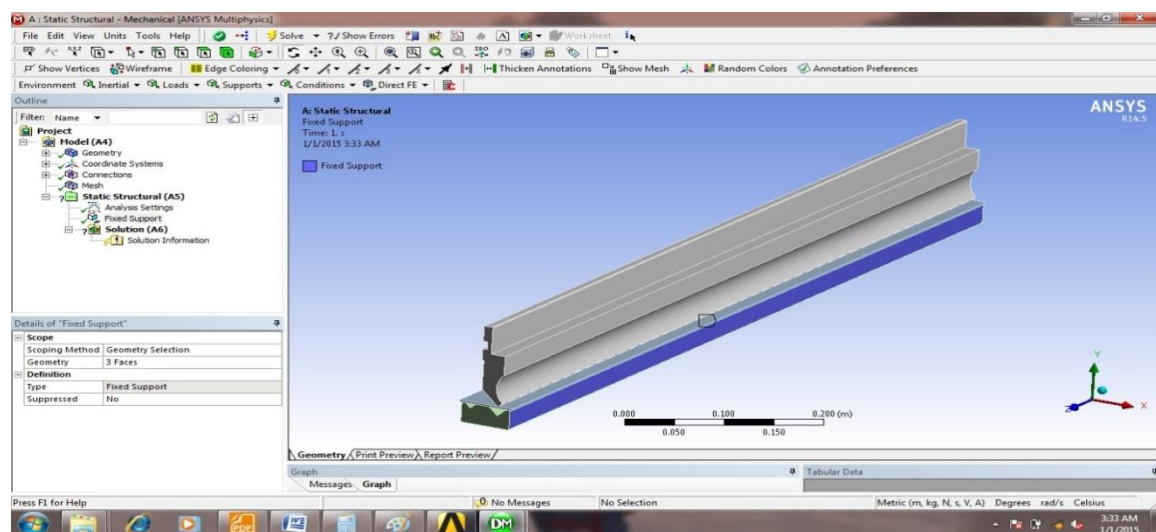 A : Static Structural - Mechanical [ANSYS Multiphysics]
File Edit View Units Tools Help Solve ?/ Show Errors Worksheet
Show Vertices Wireframe Edge Coloring Thicken Annotations Show Mesh Random Colors Annotation Preferences
Environment Inertial Loads Supports Conditions Direct FE
Outline
Filter: Name
Project
Model (A4)
Geometry
Coordinate Systems
Connections
Mesh
Static Structural (A5)
Analysis Settings
Fixed Support
Solution (A6)
Solution Information
Details of "Fixed Support"
Scope
Scoping Method Geometry Selection
Geometry 3 Faces
Definition
Type Fixed Support
Suppressed No
A: Static Structural
Fixed Support
Time: 1. s
1/1/2015 3:33 AM
Fixed Support
ANSYS
R14.5
0.000 0.100 0.200 (m)
0.050 0.150
Y
Z X
Geometry Print Preview Report Preview
Graph Tabular Data
Messages Graph
Press F1 for Help No Messages No Selection Metric (m, kg, N, s, V, A) Degrees rad/s Celsius
PDF W DM 3:33 AM
1/1/2015